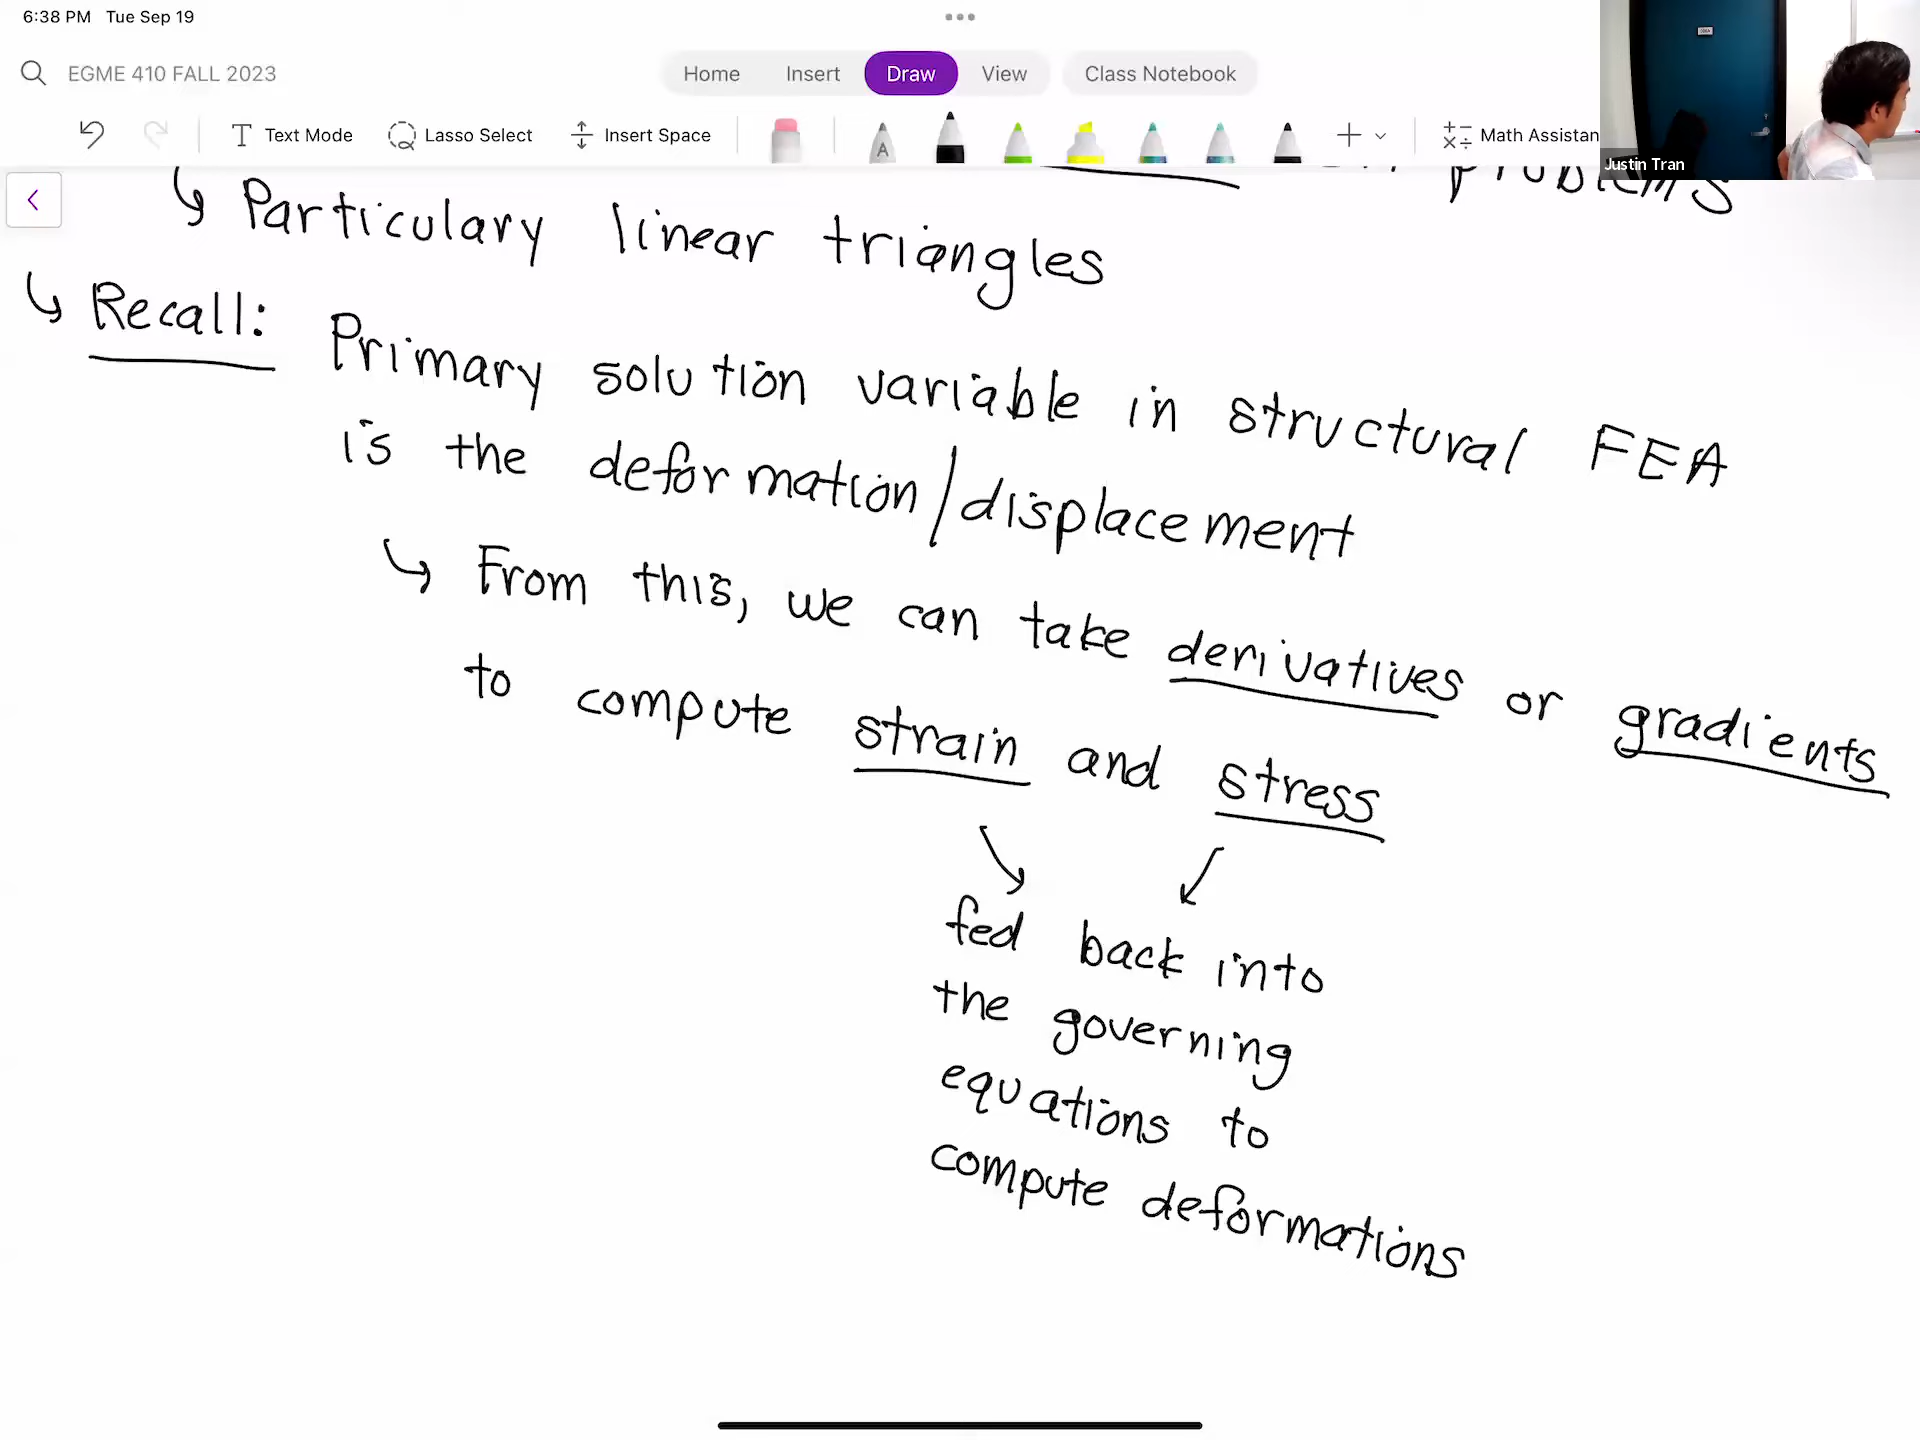 6:38 PM Tue Sep 19
EGME 410 FALL 2023
Home Insert Draw View Class Notebook
Text Mode Lasso Select Insert Space A Math Assistan
Justin Tran
problems
↳ Particulary linear triangles
↳ Recall: Primary solution variable in structural FEA
is the deformation/displacement
↳ From this, we can take derivatives or gradients
to compute strain and stress
fed back into
the governing
equations to
compute deformations